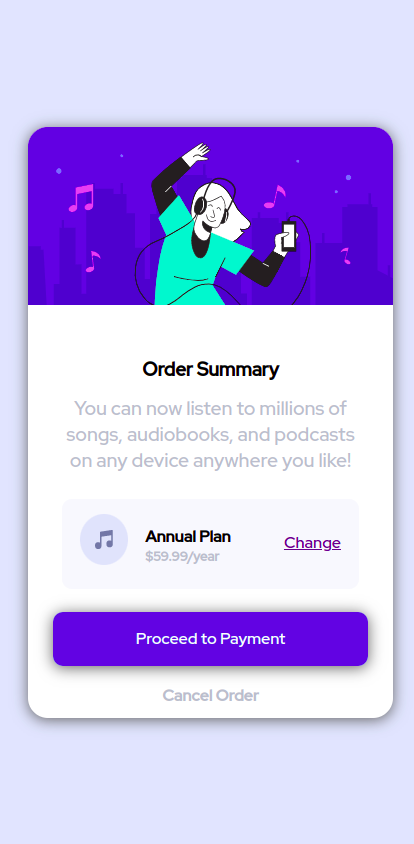 Order Summary
You can now listen to millions of
songs, audiobooks, and podcasts
on any device anywhere you like!
Annual Plan
$59.99/year
Change
Proceed to Payment
Cancel Order